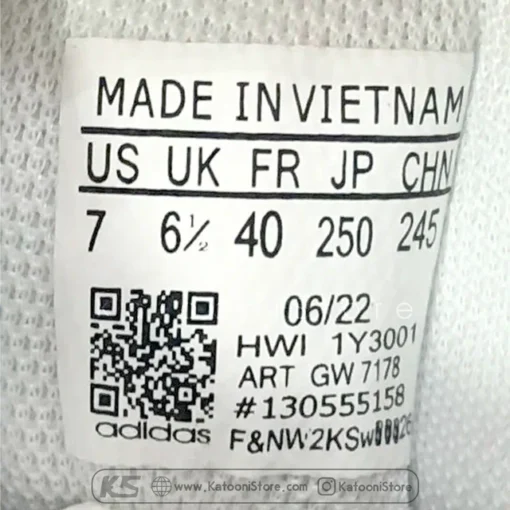 MADE IN VIETNAM
US UK FR JP CHN
7 6½ 40 250 245
06/22
HWI 1Y3001
ART GW7178
#130555158
adidas F&NW2KSW
KS www.KatooniStore.com KatooniStore